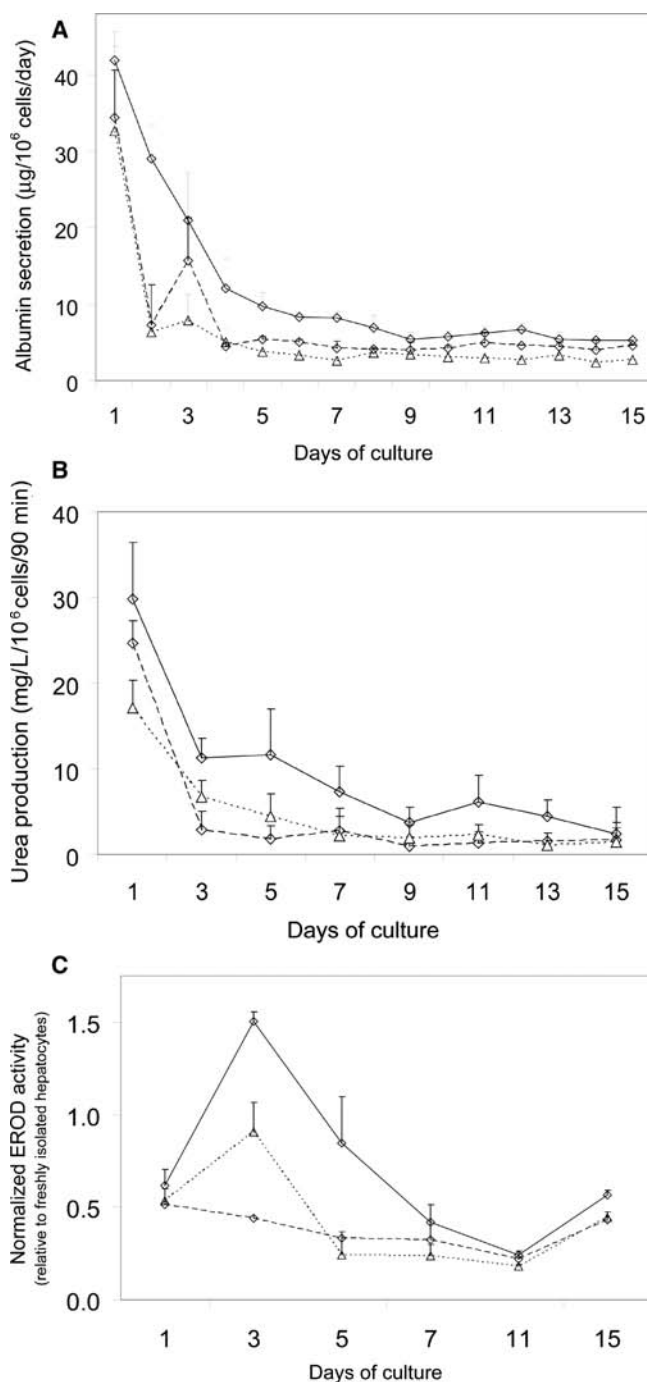 A
Albumin secretion (μg/10⁶ cells/day)
40
30
20
10
0
1 3 5 7 9 11 13 15
Days of culture
B
Urea production (mg/L/10⁶cells/90 min)
40
30
20
10
0
1 3 5 7 9 11 13 15
Days of culture
C
Normalized EROD activity
(relative to freshly isolated hepatocytes)
1.5
1.0
0.5
0.0
1 3 5 7 11 15
Days of culture